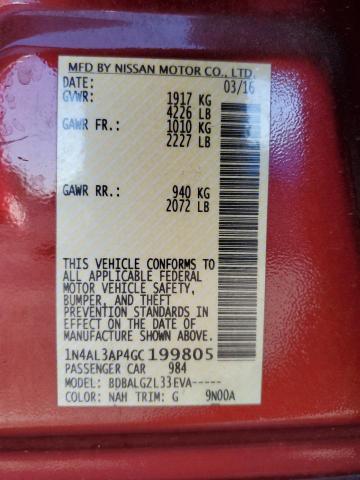 MFD BY NISSAN MOTOR CO., LTD.
DATE: 03/16
GVWR: 1917 KG
4226 LB
GAWR FR.: 1010 KG
2227 LB
GAWR RR.: 940 KG
2072 LB
THIS VEHICLE CONFORMS TO
ALL APPLICABLE FEDERAL
MOTOR VEHICLE SAFETY,
BUMPER, AND THEFT
PREVENTION STANDARDS IN
EFFECT ON THE DATE OF
MANUFACTURE SHOWN ABOVE.
1N4AL3AP4GC199805
PASSENGER CAR 984
MODEL: BDBALGZL33EVA-----
COLOR: NAH TRIM: G 9N00A